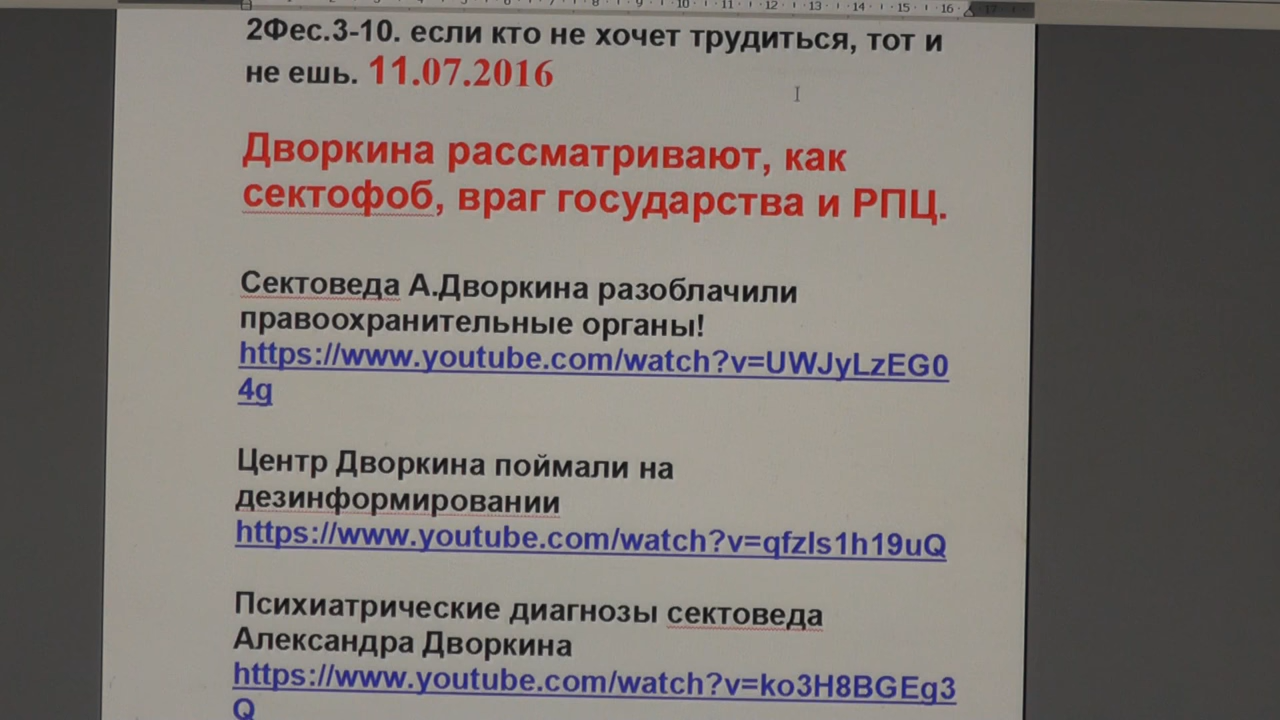 2Фес.3-10. если кто не хочет трудиться, тот и
не ешь. 11.07.2016
Дворкина рассматривают, как
сектофоб, враг государства и РПЦ.
Сектоведа А.Дворкина разоблачили
правоохранительные органы!
https://www.youtube.com/watch?v=UWJyLzEG0
4g
Центр Дворкина поймали на
дезинформировании
https://www.youtube.com/watch?v=qfzls1h19uQ
Психиатрические диагнозы сектоведа
Александра Дворкина
https://www.youtube.com/watch?v=ko3H8BGEg3
Q